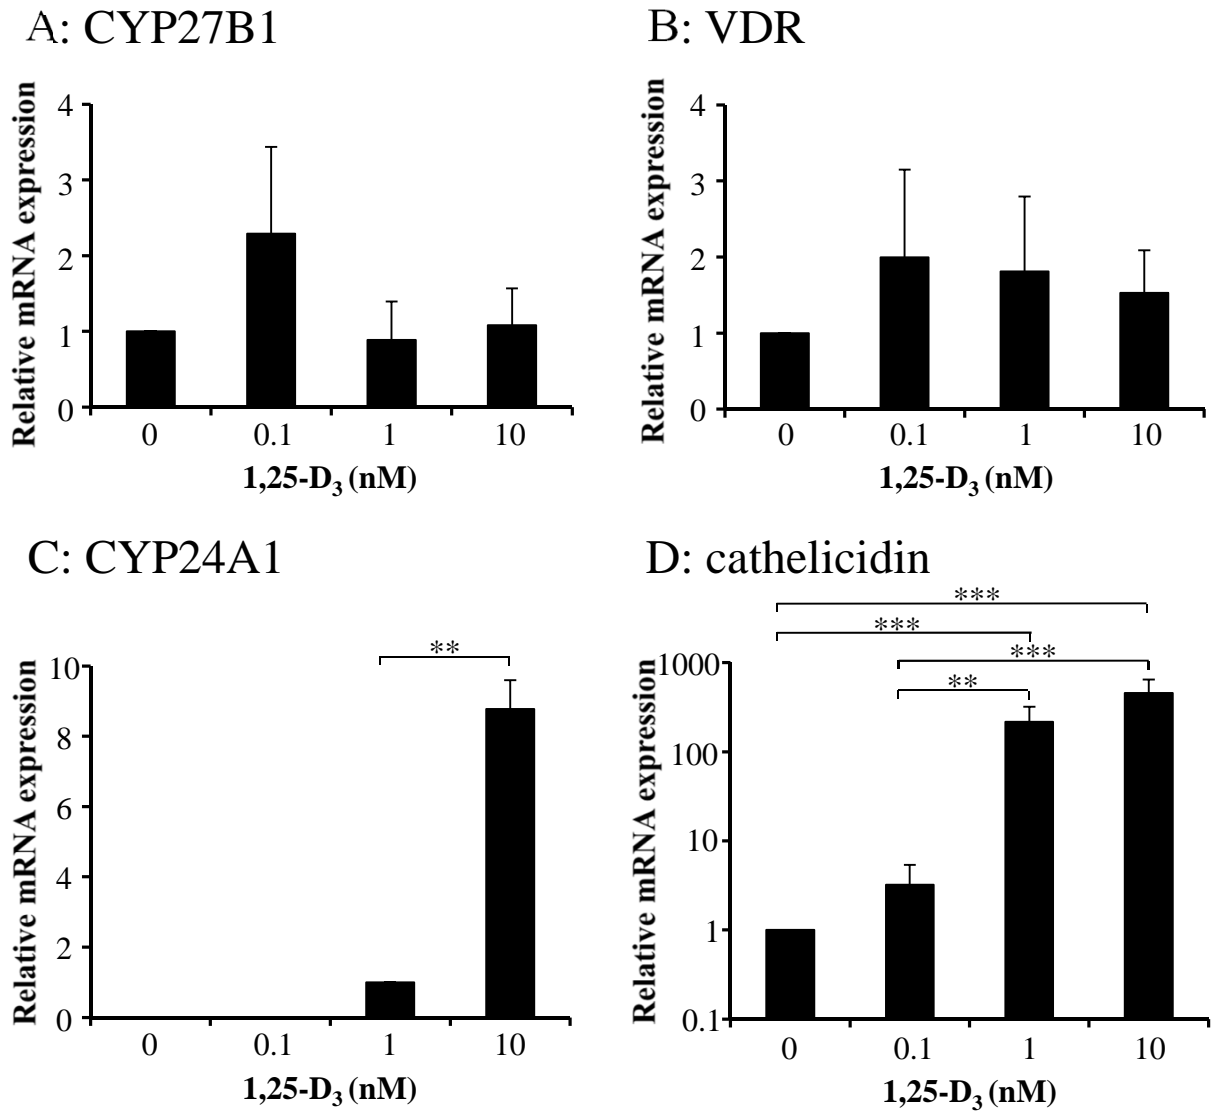 A: CYP27B1
Relative mRNA expression
4
3
2
1
0
0 0.1 1 10
1,25-D₃ (nM)
B: VDR
Relative mRNA expression
4
3
2
1
0
0 0.1 1 10
1,25-D₃ (nM)
C: CYP24A1
Relative mRNA expression
**
10
8
6
4
2
0
0 0.1 1 10
1,25-D₃ (nM)
D: cathelicidin
Relative mRNA expression
***
***
***
**
1000
100
10
1
0.1
0 0.1 1 10
1,25-D₃ (nM)